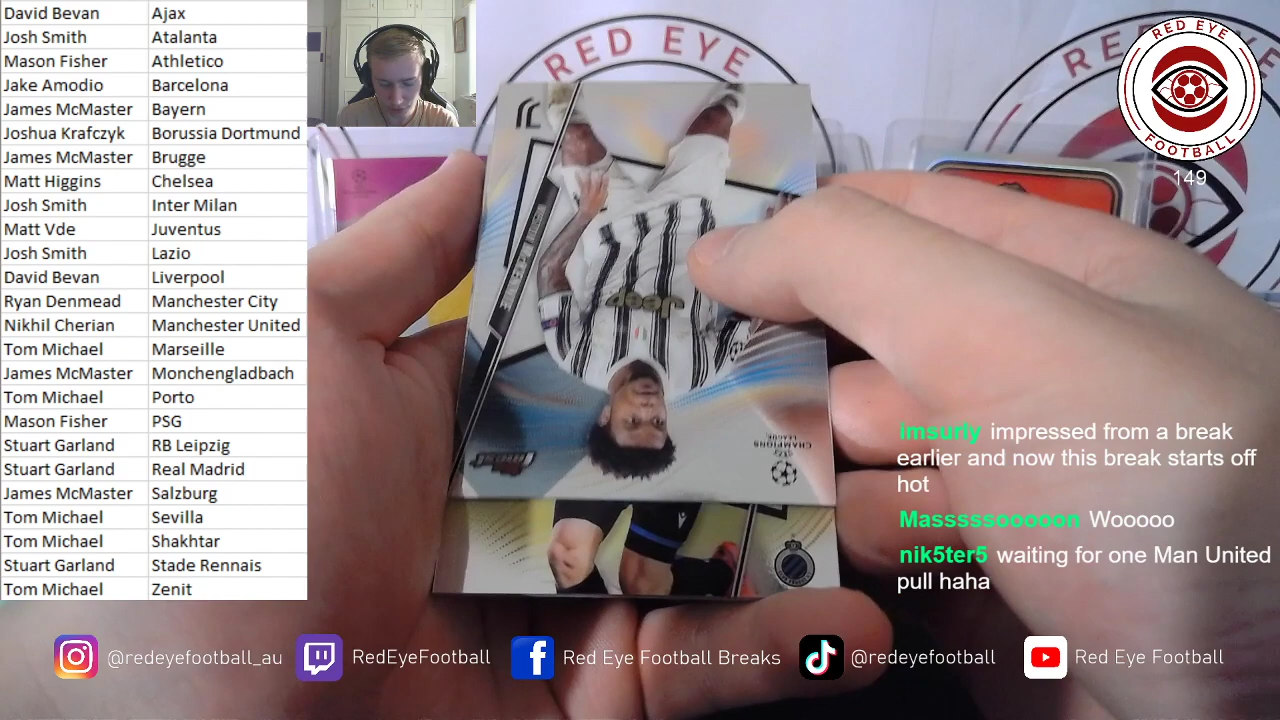 David Bevan Ajax
Josh Smith Atalanta
Mason Fisher Athletico
Jake Amodio Barcelona
James McMaster Bayern
Joshua Krafczyk Borussia Dortmund
James McMaster Brugge
Matt Higgins Chelsea
Josh Smith Inter Milan
Matt Vde Juventus
Josh Smith Lazio
David Bevan Liverpool
Ryan Denmead Manchester City
Nikhil Cherian Manchester United
Tom Michael Marseille
James McMaster Monchengladbach
Tom Michael Porto
Mason Fisher PSG
Stuart Garland RB Leipzig
Stuart Garland Real Madrid
James McMaster Salzburg
Tom Michael Sevilla
Tom Michael Shakhtar
Stuart Garland Stade Rennais
Tom Michael Zenit
RED EYE
RED EYE
FOOTBALL
149
Jeep
CHAMPIONS
LEAGUE
imsurly impressed from a break
earlier and now this break starts off
hot
Masssssooooon Wooooo
nik5ter5 waiting for one Man United
pull haha
@redeyefootball_au
RedEyeFootball
Red Eye Football Breaks
@redeyefootball
Red Eye Football